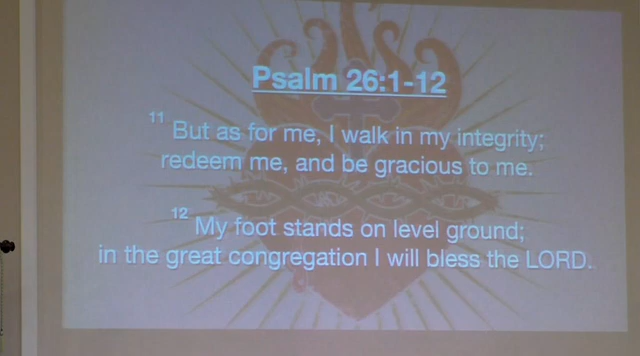 Psalm 26:1-12
11 But as for me, I walk in my integrity;
redeem me, and be gracious to me.
12 My foot stands on level ground;
in the great congregation I will bless the LORD.